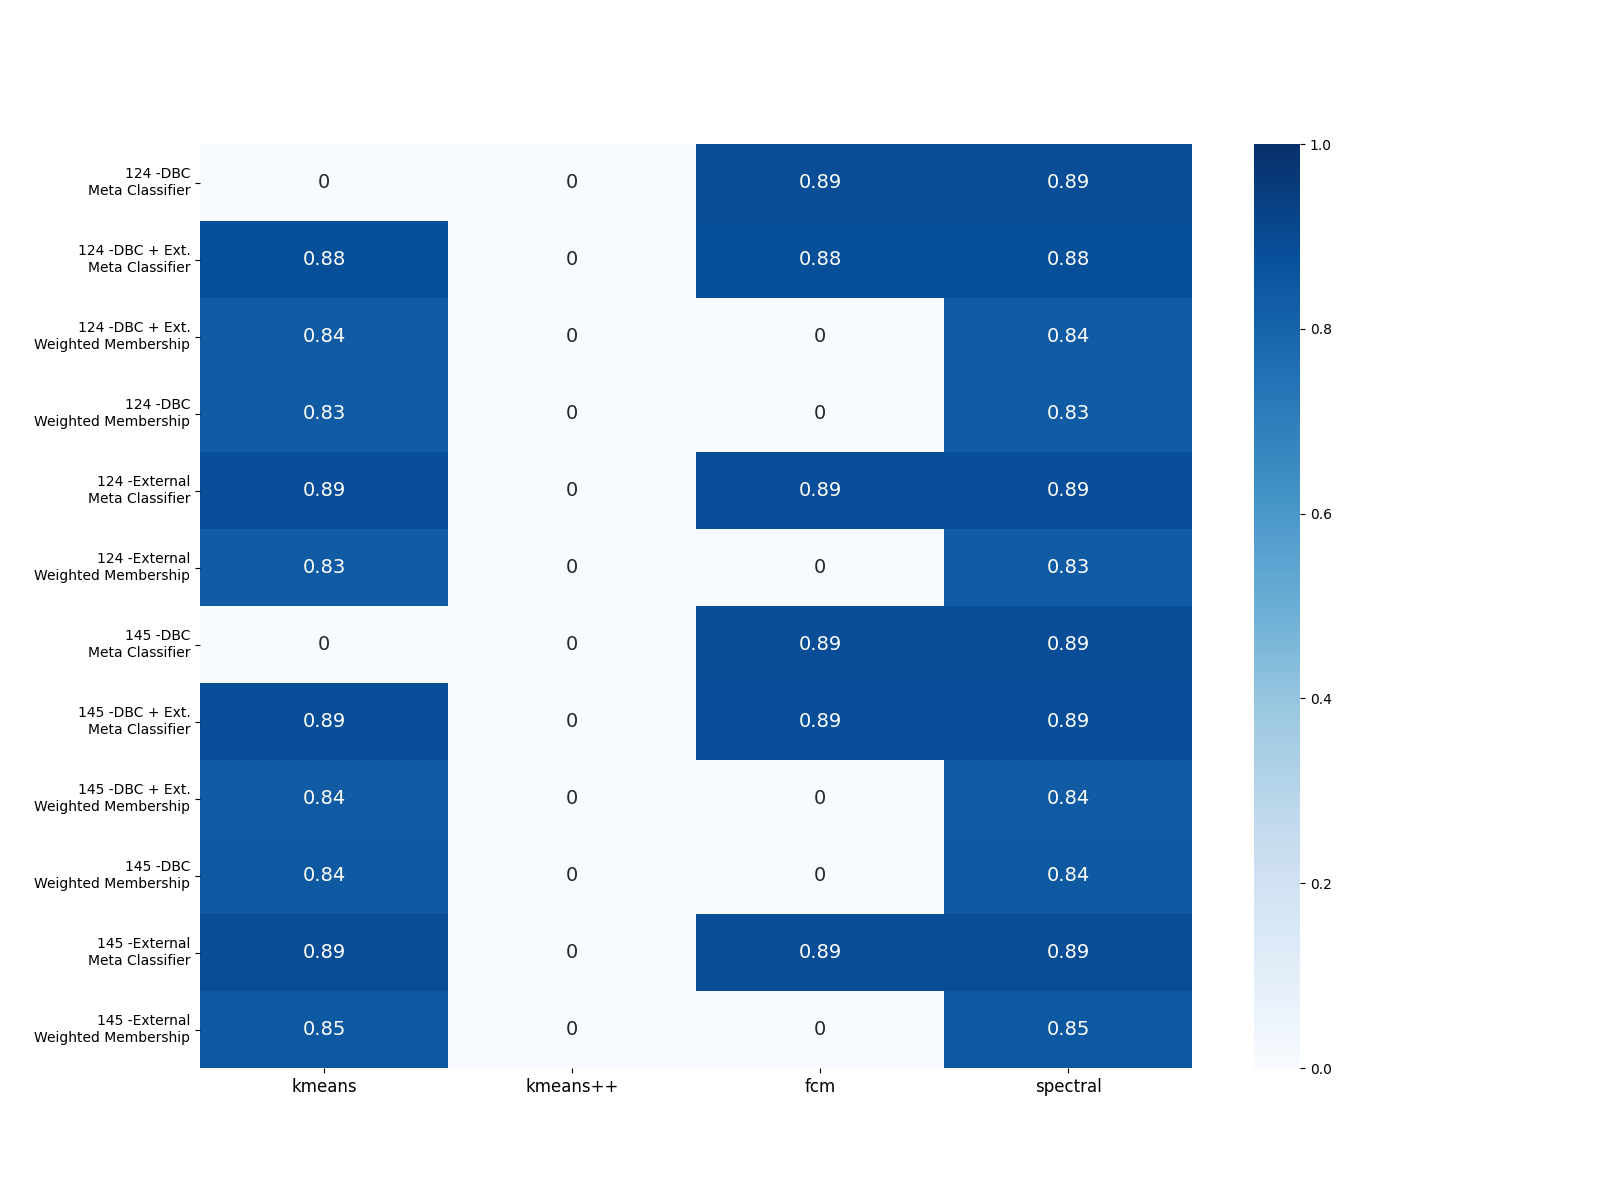 124 -DBC
Meta Classifier
0 0 0.89 0.89
124 -DBC + Ext.
Meta Classifier
0.88 0 0.88 0.88
124 -DBC + Ext.
Weighted Membership
0.84 0 0 0.84
124 -DBC
Weighted Membership
0.83 0 0 0.83
124 -External
Meta Classifier
0.89 0 0.89 0.89
124 -External
Weighted Membership
0.83 0 0 0.83
145 -DBC
Meta Classifier
0 0 0.89 0.89
145 -DBC + Ext.
Meta Classifier
0.89 0 0.89 0.89
145 -DBC + Ext.
Weighted Membership
0.84 0 0 0.84
145 -DBC
Weighted Membership
0.84 0 0 0.84
145 -External
Meta Classifier
0.89 0 0.89 0.89
145 -External
Weighted Membership
0.85 0 0 0.85
kmeans kmeans++ fcm spectral
1.0
0.8
0.6
0.4
0.2
0.0